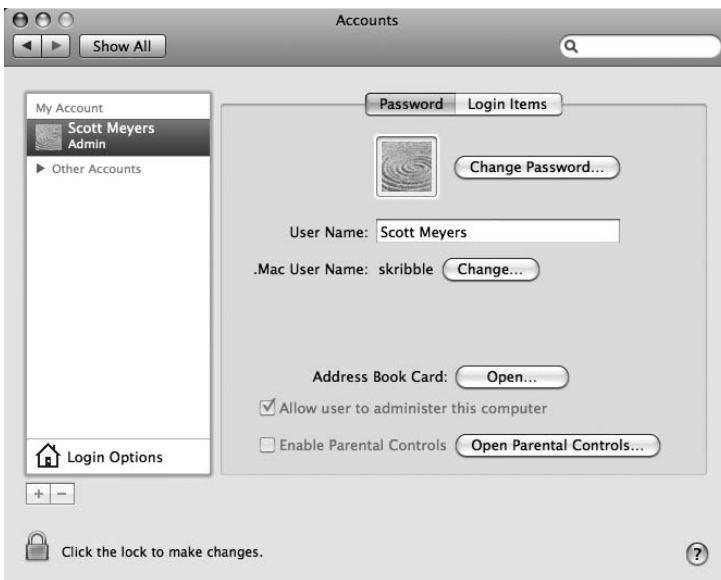 Accounts
Show All
My Account
Scott Meyers
Admin
Other Accounts
Login Options
Password Login Items
Change Password...
User Name: Scott Meyers
.Mac User Name: skribble Change...
Address Book Card: Open...
Allow user to administer this computer
Enable Parental Controls Open Parental Controls...
+ −
Click the lock to make changes.
?